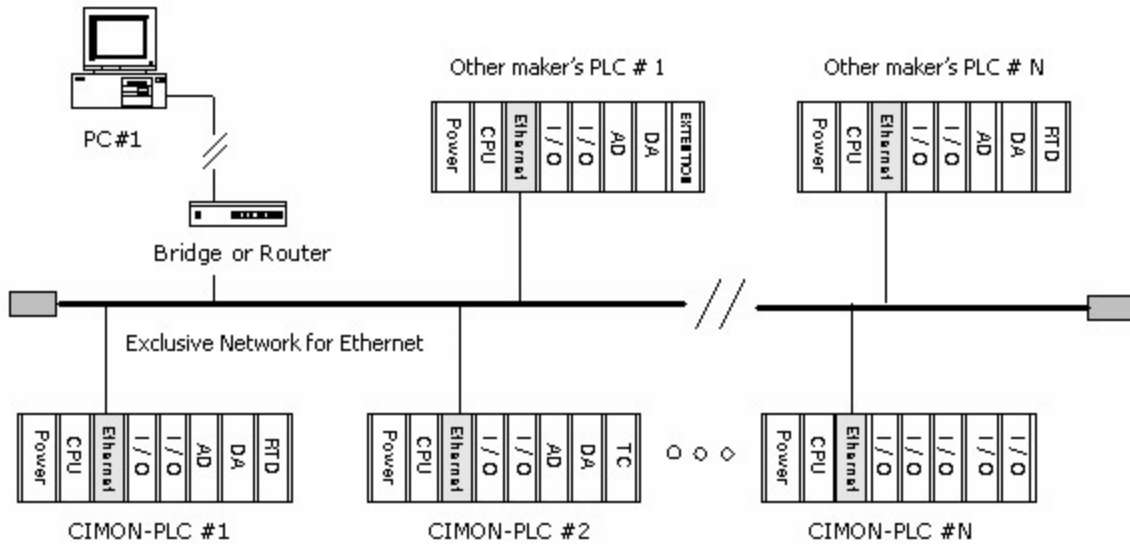 Other maker's PLC # 1
Other maker's PLC # N
PC#1
Power
CPU
Ethernet
I/O
I/O
AD
DA
EXTENTION
Power
CPU
Ethernet
I/O
I/O
AD
DA
RTD
Bridge or Router
Exclusive Network for Ethernet
Power
CPU
Ethernet
I/O
I/O
AD
DA
RTD
Power
CPU
Ethernet
I/O
I/O
AD
DA
TC
Power
CPU
Ethernet
I/O
I/O
I/O
I/O
I/O
CIMON-PLC #1
CIMON-PLC #2
CIMON-PLC #N